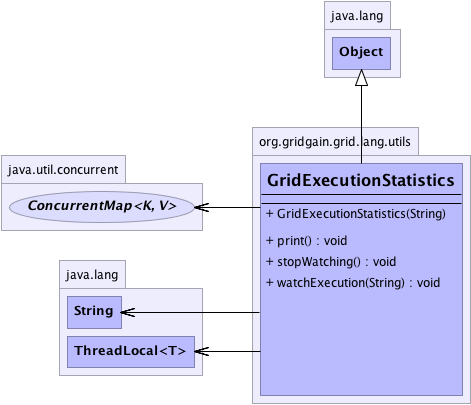 java.lang
Object
org.gridgain.grid.lang.utils
GridExecutionStatistics
+ GridExecutionStatistics(String)
+ print() : void
+ stopWatching() : void
+ watchExecution(String) : void
java.util.concurrent
ConcurrentMap<K, V>
java.lang
String
ThreadLocal<T>